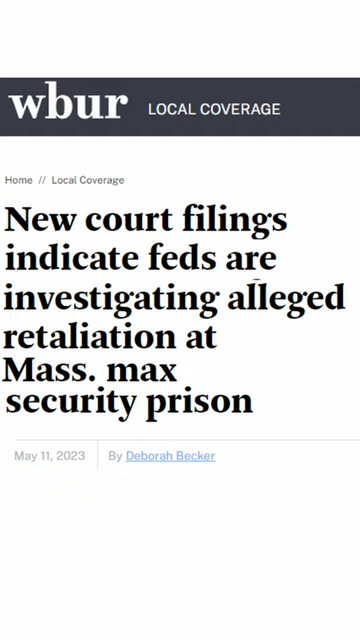 wbur LOCAL COVERAGE
Home // Local Coverage
New court filings
indicate feds are
investigating alleged
retaliation at
Mass. max
security prison
May 11, 2023 By Deborah Becker